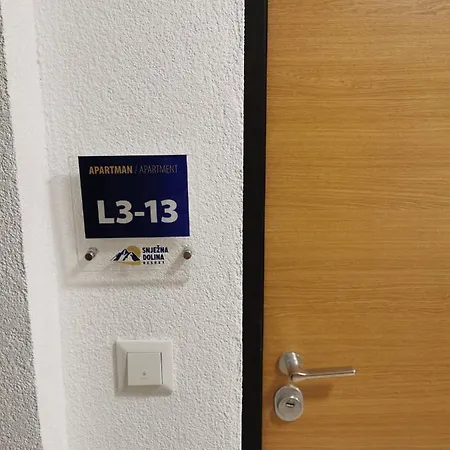 APARTMAN / APARTMENT
L3-13
SNJEŽNA
DOLINA
RESORT